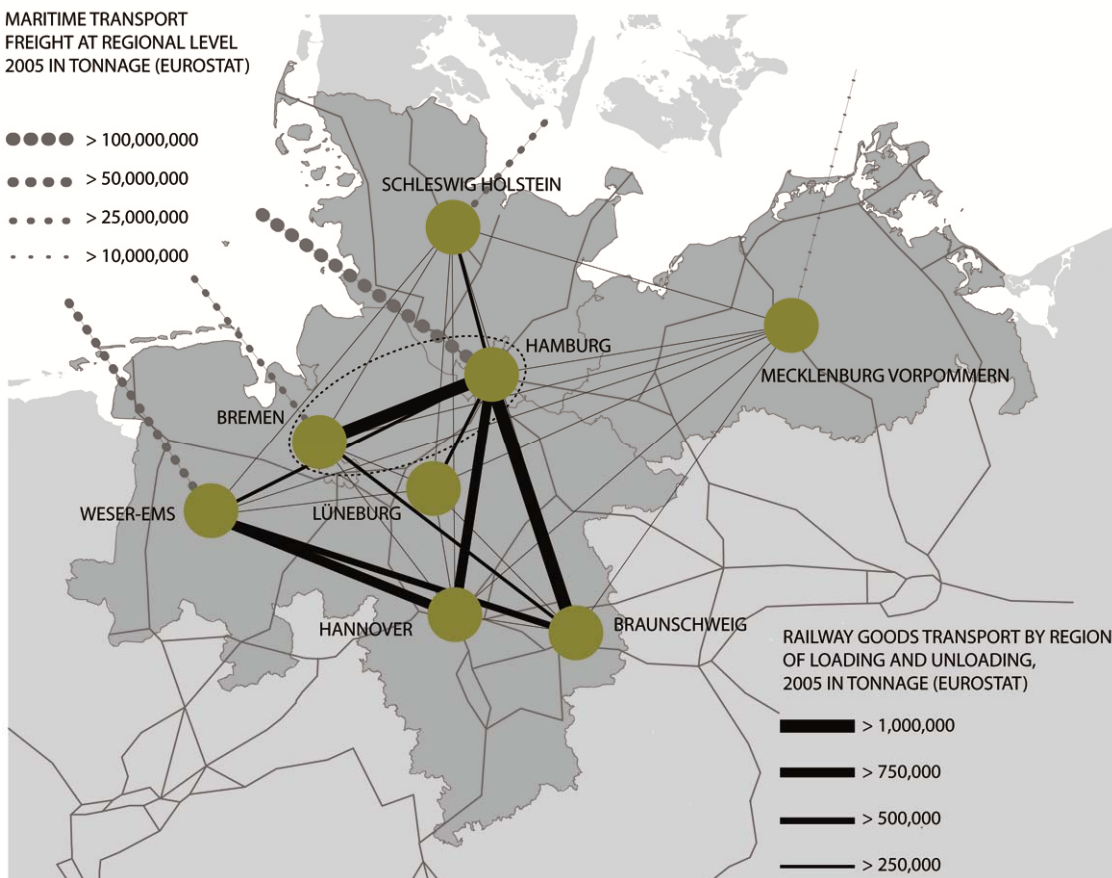 MARITIME TRANSPORT
FREIGHT AT REGIONAL LEVEL
2005 IN TONNAGE (EUROSTAT)
> 100,000,000
> 50,000,000
> 25,000,000
> 10,000,000
SCHLESWIG HOLSTEIN
HAMBURG
MECKLENBURG VORPOMMERN
BREMEN
WESER-EMS
LÜNEBURG
HANNOVER
BRAUNSCHWEIG
RAILWAY GOODS TRANSPORT BY REGION
OF LOADING AND UNLOADING,
2005 IN TONNAGE (EUROSTAT)
> 1,000,000
> 750,000
> 500,000
> 250,000